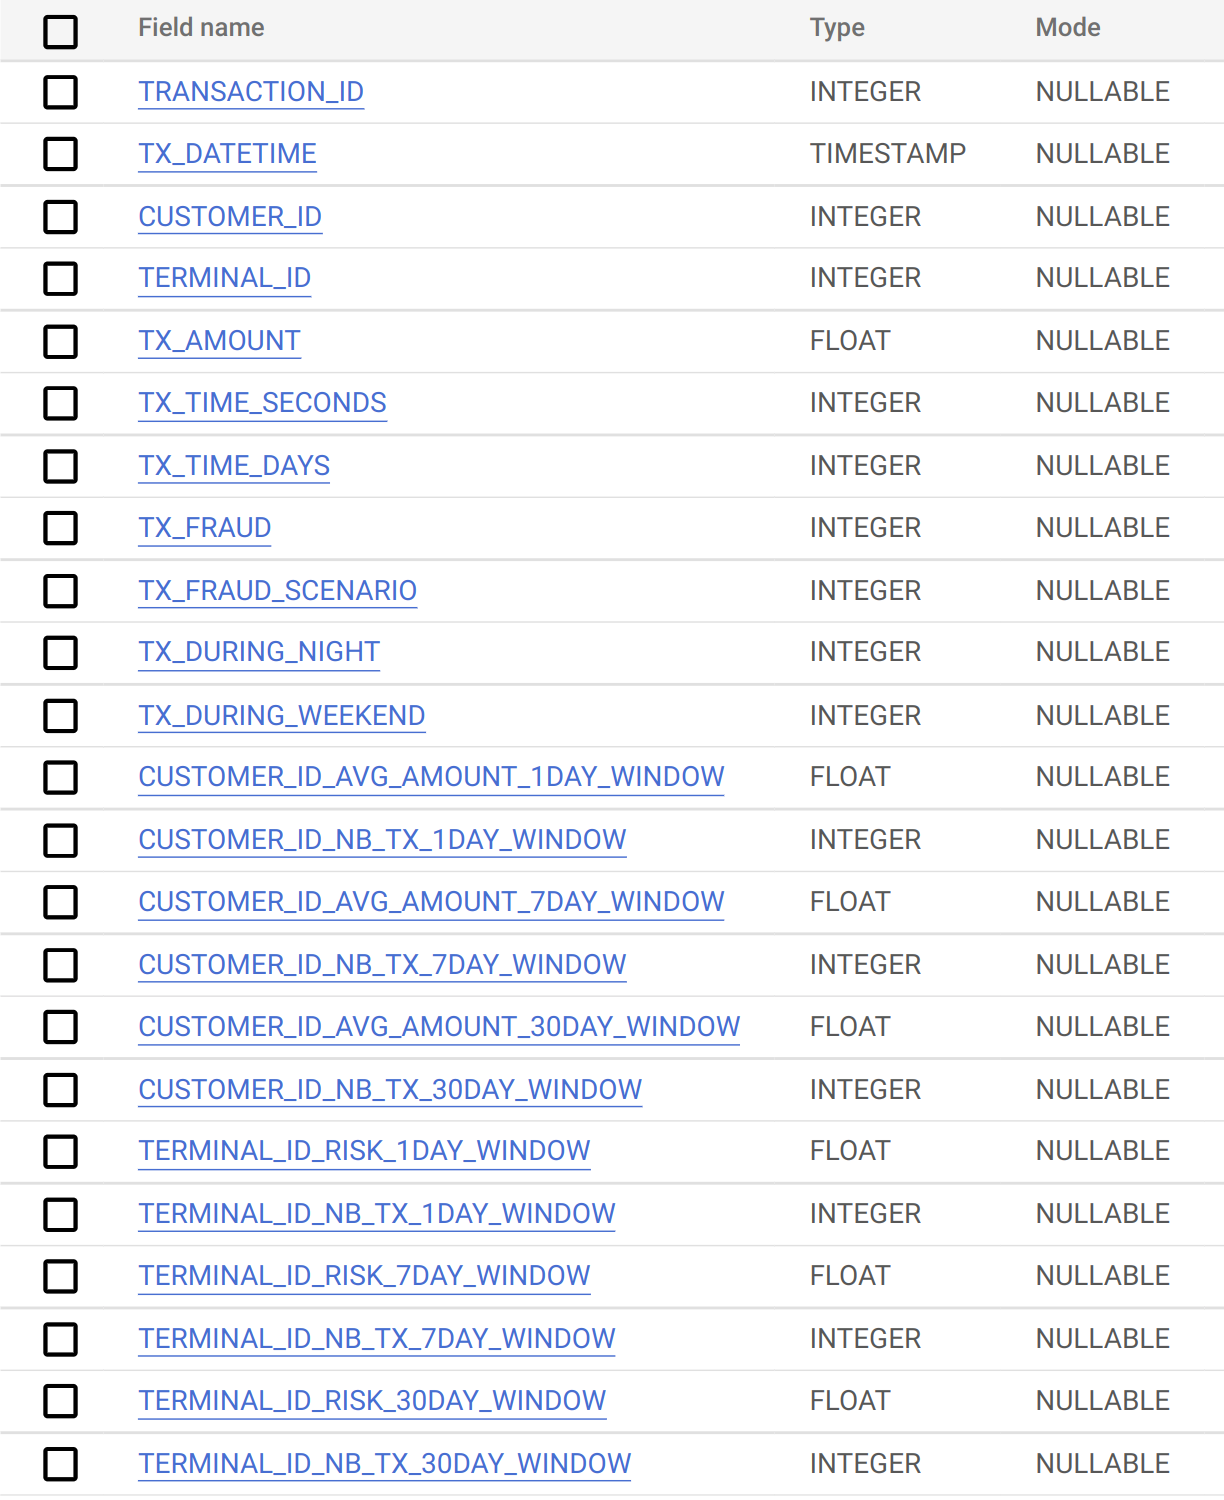 Field name Type Mode
TRANSACTION_ID INTEGER NULLABLE
TX_DATETIME TIMESTAMP NULLABLE
CUSTOMER_ID INTEGER NULLABLE
TERMINAL_ID INTEGER NULLABLE
TX_AMOUNT FLOAT NULLABLE
TX_TIME_SECONDS INTEGER NULLABLE
TX_TIME_DAYS INTEGER NULLABLE
TX_FRAUD INTEGER NULLABLE
TX_FRAUD_SCENARIO INTEGER NULLABLE
TX_DURING_NIGHT INTEGER NULLABLE
TX_DURING_WEEKEND INTEGER NULLABLE
CUSTOMER_ID_AVG_AMOUNT_1DAY_WINDOW FLOAT NULLABLE
CUSTOMER_ID_NB_TX_1DAY_WINDOW INTEGER NULLABLE
CUSTOMER_ID_AVG_AMOUNT_7DAY_WINDOW FLOAT NULLABLE
CUSTOMER_ID_NB_TX_7DAY_WINDOW INTEGER NULLABLE
CUSTOMER_ID_AVG_AMOUNT_30DAY_WINDOW FLOAT NULLABLE
CUSTOMER_ID_NB_TX_30DAY_WINDOW INTEGER NULLABLE
TERMINAL_ID_RISK_1DAY_WINDOW FLOAT NULLABLE
TERMINAL_ID_NB_TX_1DAY_WINDOW INTEGER NULLABLE
TERMINAL_ID_RISK_7DAY_WINDOW FLOAT NULLABLE
TERMINAL_ID_NB_TX_7DAY_WINDOW INTEGER NULLABLE
TERMINAL_ID_RISK_30DAY_WINDOW FLOAT NULLABLE
TERMINAL_ID_NB_TX_30DAY_WINDOW INTEGER NULLABLE